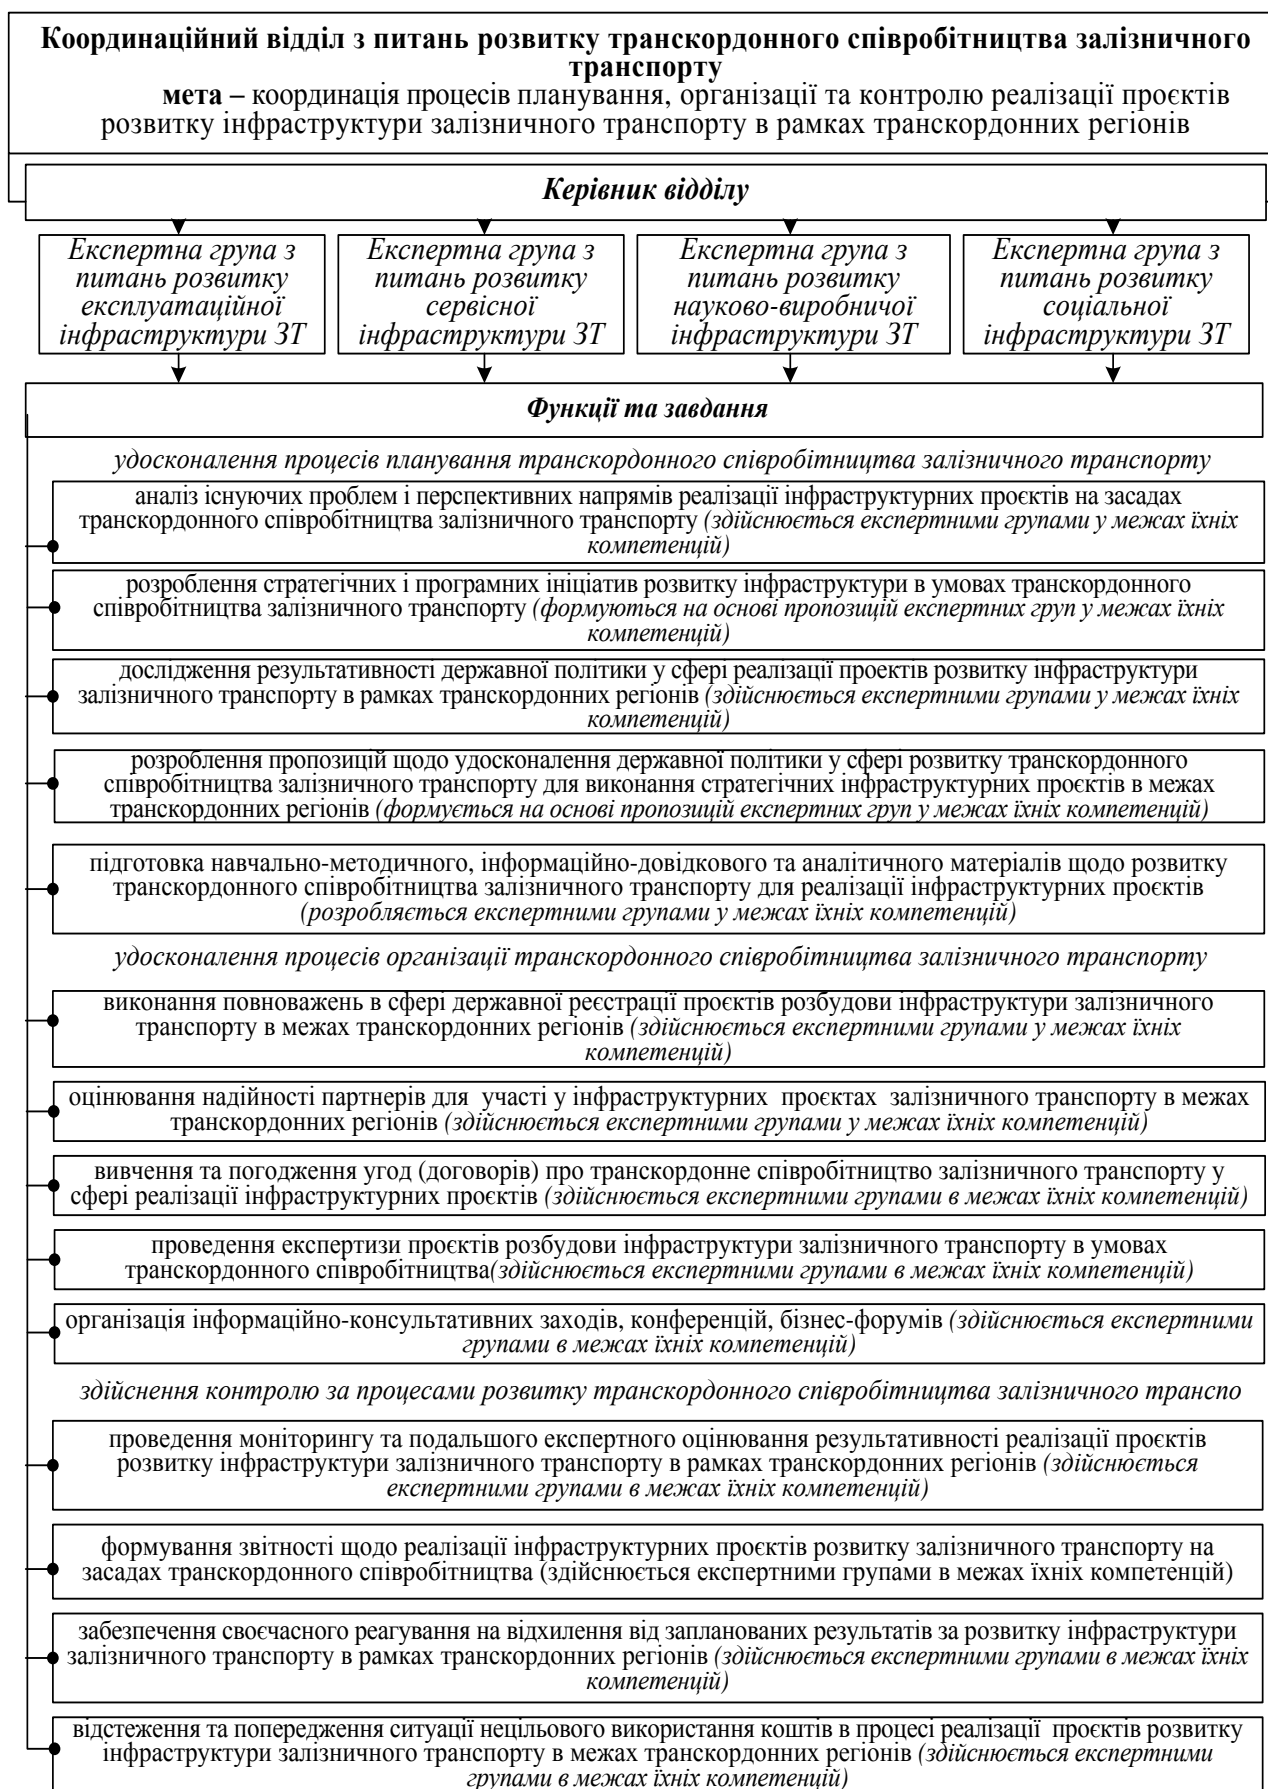 Координаційний відділ з питань розвитку транскордонного співробітництва залізничного
транспорту
мета – координація процесів планування, організації та контролю реалізації проєктів
розвитку інфраструктури залізничного транспорту в рамках транскордонних регіонів
Керівник відділу
Експертна група з
питань розвитку
експлуатаційної
інфраструктури ЗТ
Експертна група з
питань розвитку
сервісної
інфраструктури ЗТ
Експертна група з
питань розвитку
науково-виробничої
інфраструктури ЗТ
Експертна група з
питань розвитку
соціальної
інфраструктури ЗТ
Функції та завдання
удосконалення процесів планування транскордонного співробітництва залізничного транспорту
аналіз існуючих проблем і перспективних напрямів реалізації інфраструктурних проєктів на засадах
транскордонного співробітництва залізничного транспорту (здійснюється експертними групами у межах їхніх
компетенцій)
розроблення стратегічних і програмних ініціатив розвитку інфраструктури в умовах транскордонного
співробітництва залізничного транспорту (формуються на основі пропозицій експертних груп у межах їхніх
компетенцій)
дослідження результативності державної політики у сфері реалізації проектів розвитку інфраструктури
залізничного транспорту в рамках транскордонних регіонів (здійснюється експертними групами у межах їхніх
компетенцій)
розроблення пропозицій щодо удосконалення державної політики у сфері розвитку транскордонного
співробітництва залізничного транспорту для виконання стратегічних інфраструктурних проєктів в межах
транскордонних регіонів (формується на основі пропозицій експертних груп у межах їхніх компетенцій)
підготовка навчально-методичного, інформаційно-довідкового та аналітичного матеріалів щодо розвитку
транскордонного співробітництва залізничного транспорту для реалізації інфраструктурних проєктів
(розробляється експертними групами у межах їхніх компетенцій)
удосконалення процесів організації транскордонного співробітництва залізничного транспорту
виконання повноважень в сфері державної реєстрації проєктів розбудови інфраструктури залізничного
транспорту в межах транскордонних регіонів (здійснюється експертними групами у межах їхніх
компетенцій)
оцінювання надійності партнерів для участі у інфраструктурних проєктах залізничного транспорту в межах
транскордонних регіонів (здійснюється експертними групами у межах їхніх компетенцій)
вивчення та погодження угод (договорів) про транскордонне співробітництво залізничного транспорту у
сфері реалізації інфраструктурних проєктів (здійснюється експертними групами в межах їхніх компетенцій)
проведення експертизи проєктів розбудови інфраструктури залізничного транспорту в умовах
транскордонного співробітництва(здійснюється експертними групами в межах їхніх компетенцій)
організація інформаційно-консультативних заходів, конференцій, бізнес-форумів (здійснюється експертними
групами в межах їхніх компетенцій)
здійснення контролю за процесами розвитку транскордонного співробітництва залізничного транспо
проведення моніторингу та подальшого експертного оцінювання результативності реалізації проєктів
розвитку інфраструктури залізничного транспорту в рамках транскордонних регіонів (здійснюється
експертними групами в межах їхніх компетенцій)
формування звітності щодо реалізації інфраструктурних проєктів розвитку залізничного транспорту на
засадах транскордонного співробітництва (здійснюється експертними групами в межах їхніх компетенцій)
забезпечення своєчасного реагування на відхилення від запланованих результатів за розвитку інфраструктури
залізничного транспорту в рамках транскордонних регіонів (здійснюється експертними групами в межах їхніх
компетенцій)
відстеження та попередження ситуації нецільового використання коштів в процесі реалізації проєктів розвитку
інфраструктури залізничного транспорту в межах транскордонних регіонів (здійснюється експертними
групами в межах їхніх компетенцій)